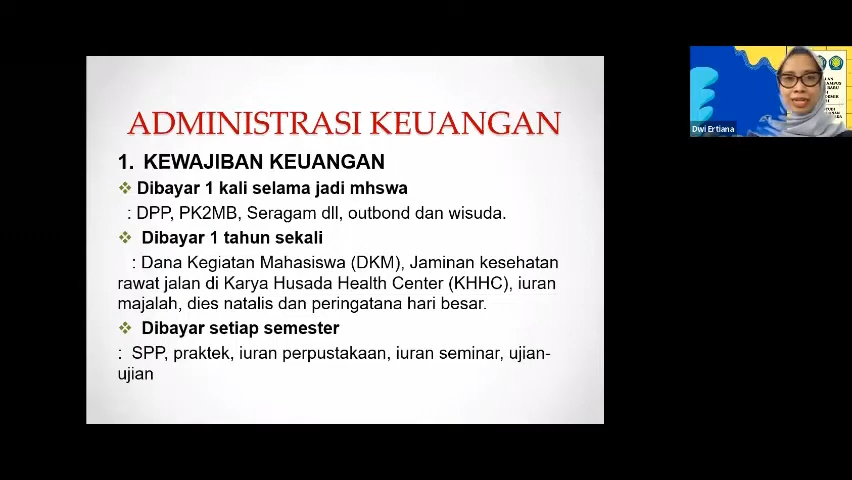 ADMINISTRASI KEUANGAN
1. KEWAJIBAN KEUANGAN
Dibayar 1 kali selama jadi mhswa
: DPP, PK2MB, Seragam dll, outbond dan wisuda.
Dibayar 1 tahun sekali
: Dana Kegiatan Mahasiswa (DKM), Jaminan kesehatan
rawat jalan di Karya Husada Health Center (KHHC), iuran
majalah, dies natalis dan peringatana hari besar.
Dibayar setiap semester
: SPP, praktek, iuran perpustakaan, iuran seminar, ujian-
ujian
Dwi Ertiana